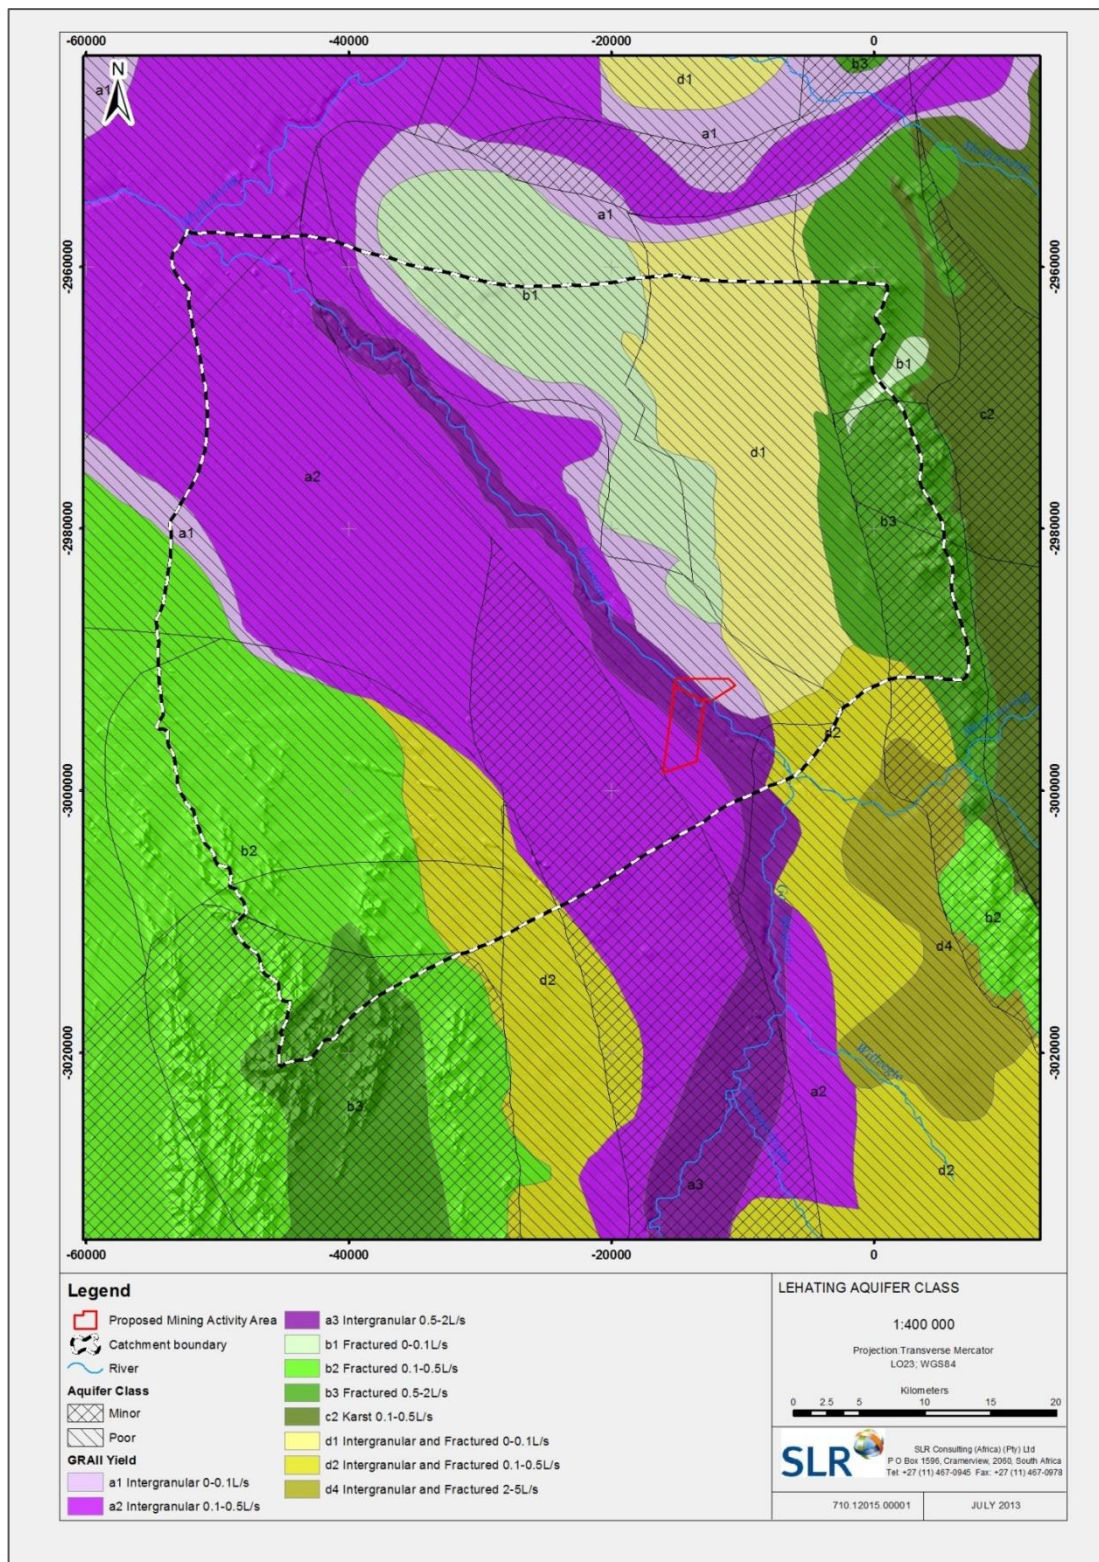 -60000 -40000 -20000 0
N
a1
d1
b3
a1
a1
-2960000
-2960000
b1
b1
c2
a2
d1
-2980000
a1
b3
-2980000
Kuruman
d2
-3000000
-3000000
b2
b2
d4
d2
-3020000
Witleegte
-3020000
b3
a2
d2
a3
-60000 -40000 -20000 0
Legend
Proposed Mining Activity Area
Catchment boundary
River
Aquifer Class
Minor
Poor
GRAII Yield
a1 Intergranular 0-0.1L/s
a2 Intergranular 0.1-0.5L/s
a3 Intergranular 0.5-2L/s
b1 Fractured 0-0.1L/s
b2 Fractured 0.1-0.5L/s
b3 Fractured 0.5-2L/s
c2 Karst 0.1-0.5L/s
d1 Intergranular and Fractured 0-0.1L/s
d2 Intergranular and Fractured 0.1-0.5L/s
d4 Intergranular and Fractured 2-5L/s
LEHATING AQUIFER CLASS
1:400 000
Projection:Transverse Mercator
LO23; WGS84
Kilometers
0 2.5 5 10 15 20
SLR
SLR Consulting (Africa) (Pty) Ltd
P O Box 1596, Cramerview, 2060, South Africa
Tel: +27 (11) 467-0945 Fax: +27 (11) 467-0978
710.12015.00001
JULY 2013